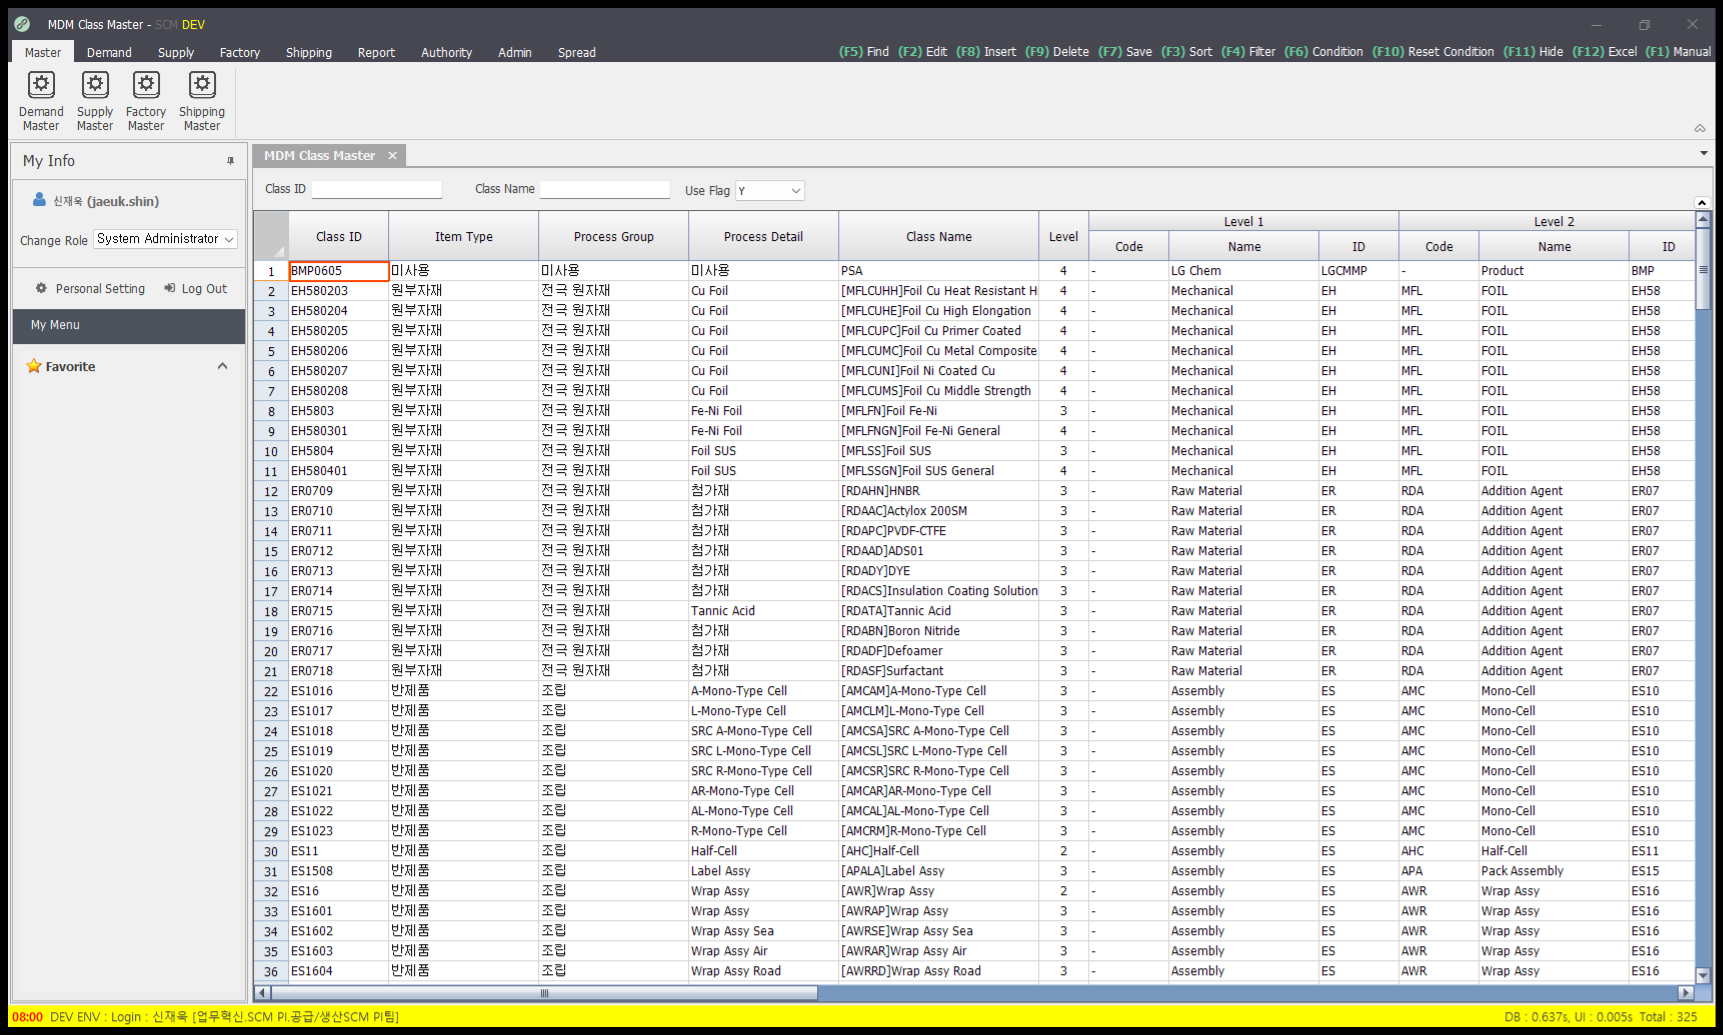 MDM Class Master - SCM DEV
Master Demand Supply Factory Shipping Report Authority Admin Spread (F5) Find (F2) Edit (F8) Insert (F9) Delete (F7) Save (F3) Sort (F4) Filter (F6) Condition (F10) Reset Condition (F11) Hide (F12) Excel (F1) Manual
Demand Master Supply Master Factory Master Shipping Master
My Info
신재욱 (jaeuk.shin)
Change Role System Administrator
Personal Setting Log Out
My Menu
Favorite
MDM Class Master
Class ID Class Name Use Flag Y
Class ID Item Type Process Group Process Detail Class Name Level Level 1 Level 2
Code Name ID Code Name ID
1 BMP0605 미사용 미사용 미사용 PSA 4 - LG Chem LGCMMP - Product BMP
2 EH580203 원부자재 전극 원자재 Cu Foil [MFLCUHH]Foil Cu Heat Resistant H 4 - Mechanical EH MFL FOIL EH58
3 EH580204 원부자재 전극 원자재 Cu Foil [MFLCUHE]Foil Cu High Elongation 4 - Mechanical EH MFL FOIL EH58
4 EH580205 원부자재 전극 원자재 Cu Foil [MFLCUPC]Foil Cu Primer Coated 4 - Mechanical EH MFL FOIL EH58
5 EH580206 원부자재 전극 원자재 Cu Foil [MFLCUMC]Foil Cu Metal Composite 4 - Mechanical EH MFL FOIL EH58
6 EH580207 원부자재 전극 원자재 Cu Foil [MFLCUNI]Foil Ni Coated Cu 4 - Mechanical EH MFL FOIL EH58
7 EH580208 원부자재 전극 원자재 Cu Foil [MFLCUMS]Foil Cu Middle Strength 4 - Mechanical EH MFL FOIL EH58
8 EH5803 원부자재 전극 원자재 Fe-Ni Foil [MFLFN]Foil Fe-Ni 3 - Mechanical EH MFL FOIL EH58
9 EH580301 원부자재 전극 원자재 Fe-Ni Foil [MFLFNGN]Foil Fe-Ni General 4 - Mechanical EH MFL FOIL EH58
10 EH5804 원부자재 전극 원자재 Foil SUS [MFLSS]Foil SUS 3 - Mechanical EH MFL FOIL EH58
11 EH580401 원부자재 전극 원자재 Foil SUS [MFLSSGN]Foil SUS General 4 - Mechanical EH MFL FOIL EH58
12 ER0709 원부자재 전극 원자재 첨가재 [RDAHN]HNBR 3 - Raw Material ER RDA Addition Agent ER07
13 ER0710 원부자재 전극 원자재 첨가재 [RDAAC]Actylox 200SM 3 - Raw Material ER RDA Addition Agent ER07
14 ER0711 원부자재 전극 원자재 첨가재 [RDAPC]PVDF-CTFE 3 - Raw Material ER RDA Addition Agent ER07
15 ER0712 원부자재 전극 원자재 첨가재 [RDAAD]ADS01 3 - Raw Material ER RDA Addition Agent ER07
16 ER0713 원부자재 전극 원자재 첨가재 [RDADY]DYE 3 - Raw Material ER RDA Addition Agent ER07
17 ER0714 원부자재 전극 원자재 첨가재 [RDACS]Insulation Coating Solution 3 - Raw Material ER RDA Addition Agent ER07
18 ER0715 원부자재 전극 원자재 Tannic Acid [RDATA]Tannic Acid 3 - Raw Material ER RDA Addition Agent ER07
19 ER0716 원부자재 전극 원자재 첨가재 [RDABN]Boron Nitride 3 - Raw Material ER RDA Addition Agent ER07
20 ER0717 원부자재 전극 원자재 첨가재 [RDADF]Defoamer 3 - Raw Material ER RDA Addition Agent ER07
21 ER0718 원부자재 전극 원자재 첨가재 [RDASF]Surfactant 3 - Raw Material ER RDA Addition Agent ER07
22 ES1016 반제품 조립 A-Mono-Type Cell [AMCAM]A-Mono-Type Cell 3 - Assembly ES AMC Mono-Cell ES10
23 ES1017 반제품 조립 L-Mono-Type Cell [AMCLM]L-Mono-Type Cell 3 - Assembly ES AMC Mono-Cell ES10
24 ES1018 반제품 조립 SRC A-Mono-Type Cell [AMCSA]SRC A-Mono-Type Cell 3 - Assembly ES AMC Mono-Cell ES10
25 ES1019 반제품 조립 SRC L-Mono-Type Cell [AMCSL]SRC L-Mono-Type Cell 3 - Assembly ES AMC Mono-Cell ES10
26 ES1020 반제품 조립 SRC R-Mono-Type Cell [AMCSR]SRC R-Mono-Type Cell 3 - Assembly ES AMC Mono-Cell ES10
27 ES1021 반제품 조립 AR-Mono-Type Cell [AMCAR]AR-Mono-Type Cell 3 - Assembly ES AMC Mono-Cell ES10
28 ES1022 반제품 조립 AL-Mono-Type Cell [AMCAL]AL-Mono-Type Cell 3 - Assembly ES AMC Mono-Cell ES10
29 ES1023 반제품 조립 R-Mono-Type Cell [AMCRM]R-Mono-Type Cell 3 - Assembly ES AMC Mono-Cell ES10
30 ES11 반제품 조립 Half-Cell [AHC]Half-Cell 2 - Assembly ES AHC Half-Cell ES11
31 ES1508 반제품 조립 Label Assy [APALA]Label Assy 3 - Assembly ES APA Pack Assembly ES15
32 ES16 반제품 조립 Wrap Assy [AWR]Wrap Assy 2 - Assembly ES AWR Wrap Assy ES16
33 ES1601 반제품 조립 Wrap Assy [AWRAP]Wrap Assy 3 - Assembly ES AWR Wrap Assy ES16
34 ES1602 반제품 조립 Wrap Assy Sea [AWRSE]Wrap Assy Sea 3 - Assembly ES AWR Wrap Assy ES16
35 ES1603 반제품 조립 Wrap Assy Air [AWRAR]Wrap Assy Air 3 - Assembly ES AWR Wrap Assy ES16
36 ES1604 반제품 조립 Wrap Assy Road [AWRRD]Wrap Assy Road 3 - Assembly ES AWR Wrap Assy ES16
08:00 DEV ENV : Login : 신재욱 [업무혁신.SCM PI.공급/생산SCM PI팀] DB : 0.637s, UI : 0.005s Total : 325